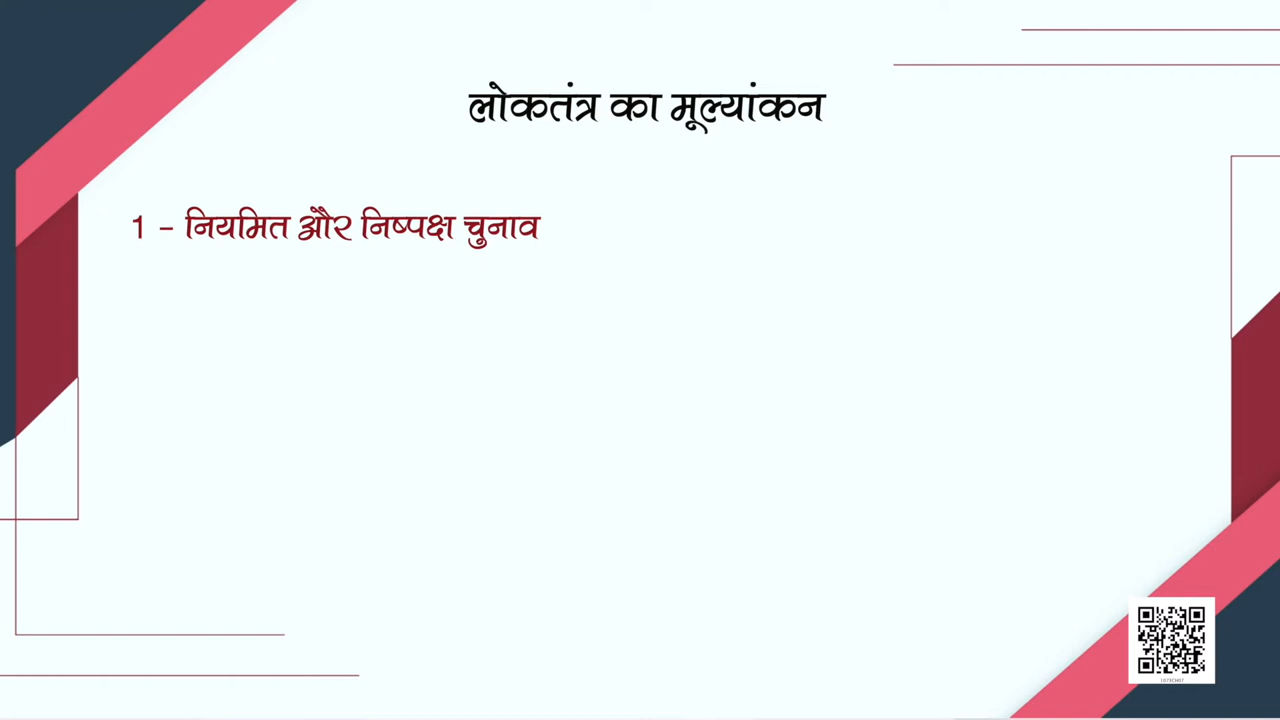 लोकतंत्र का मूल्यांकन
1 - नियमित और निष्पक्ष चुनाव